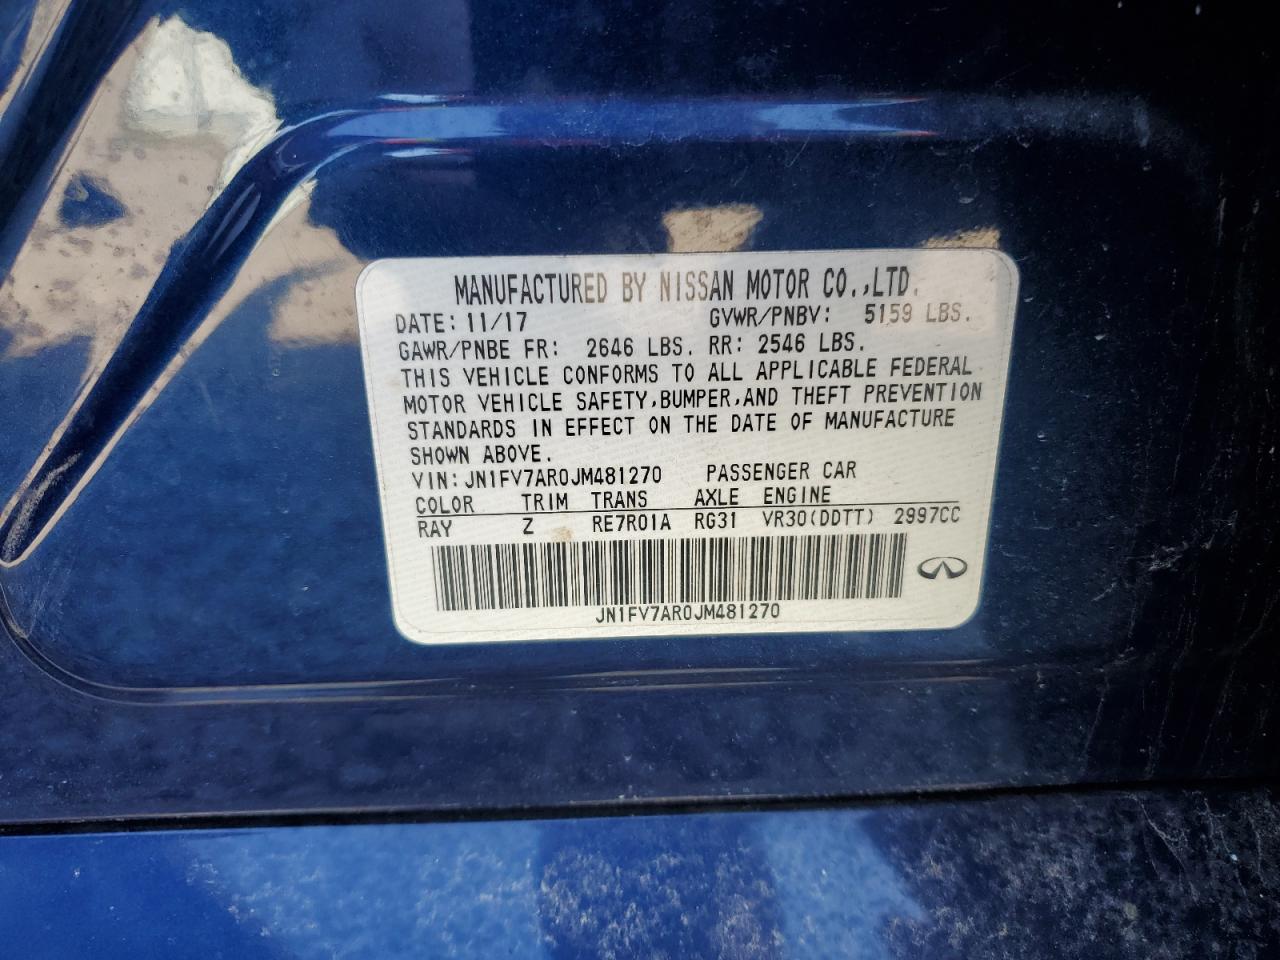 MANUFACTURED BY NISSAN MOTOR CO.,LTD.
DATE: 11/17 GVWR/PNBV: 5159 LBS.
GAWR/PNBE FR: 2646 LBS. RR: 2546 LBS.
THIS VEHICLE CONFORMS TO ALL APPLICABLE FEDERAL
MOTOR VEHICLE SAFETY,BUMPER,AND THEFT PREVENTION
STANDARDS IN EFFECT ON THE DATE OF MANUFACTURE
SHOWN ABOVE.
VIN: JN1FV7AR0JM481270 PASSENGER CAR
COLOR TRIM TRANS AXLE ENGINE
RAY Z RE7R01A RG31 VR30(DDTT) 2997CC
JN1FV7AR0JM481270